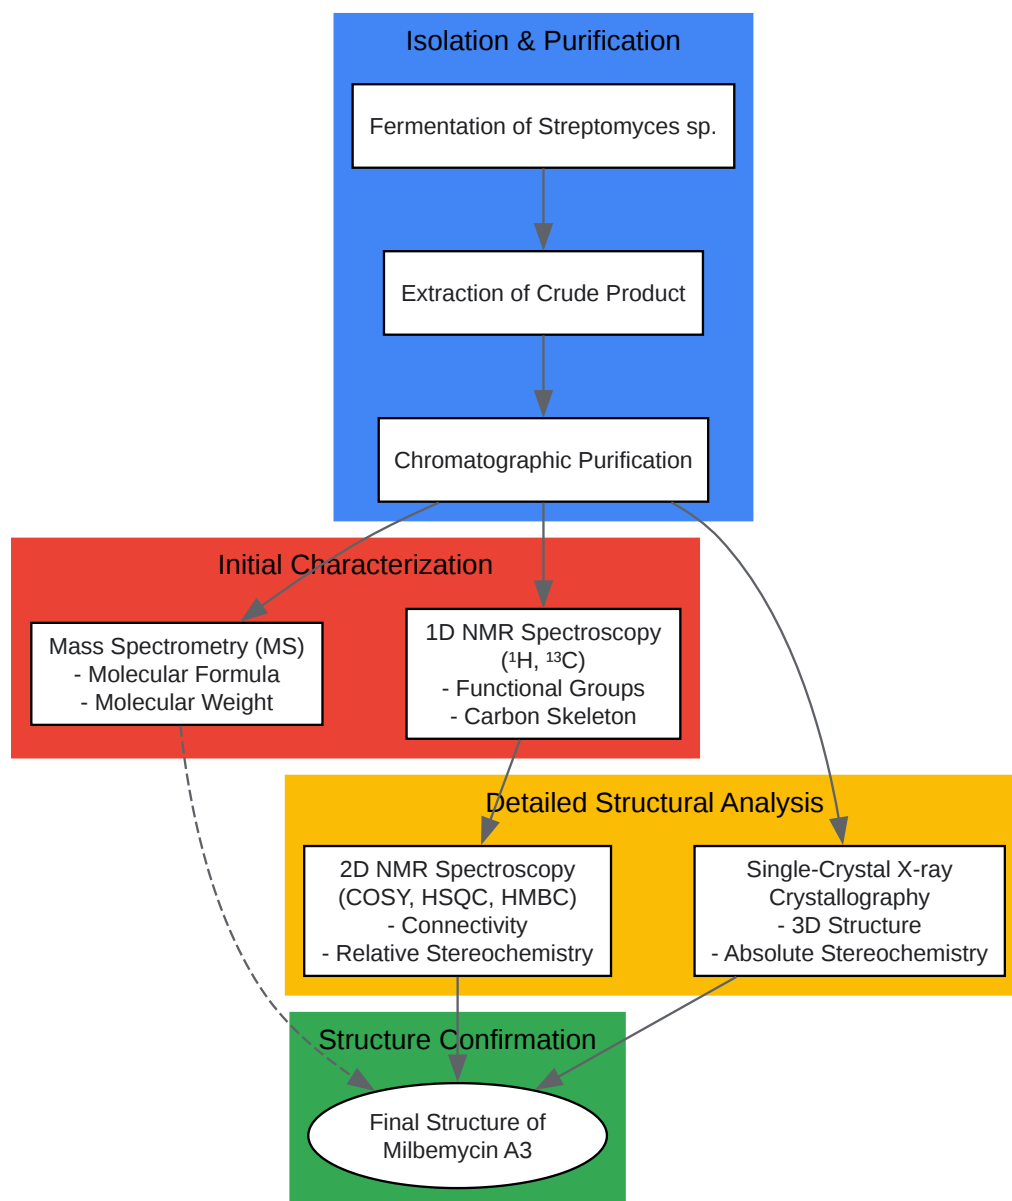 Isolation & Purification
Fermentation of Streptomyces sp.
Extraction of Crude Product
Chromatographic Purification
Initial Characterization
Mass Spectrometry (MS)
- Molecular Formula
- Molecular Weight
1D NMR Spectroscopy
(¹H, ¹³C)
- Functional Groups
- Carbon Skeleton
Detailed Structural Analysis
2D NMR Spectroscopy
(COSY, HSQC, HMBC)
- Connectivity
- Relative Stereochemistry
Single-Crystal X-ray
Crystallography
- 3D Structure
- Absolute Stereochemistry
Structure Confirmation
Final Structure of
Milbemycin A3